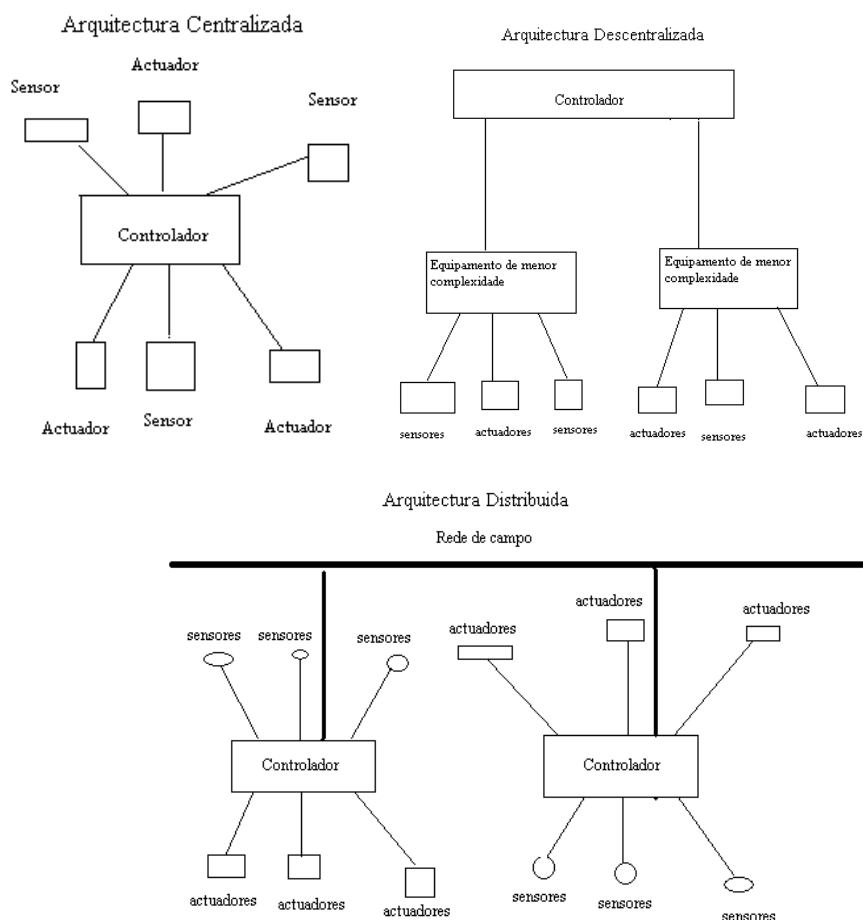 Arquitectura Centralizada
Actuador
Sensor
Sensor
Controlador
Actuador
Sensor
Actuador
Arquitectura Descentralizada
Controlador
Equipamento de menor
complexidade
Equipamento de menor
complexidade
sensores
actuadores
sensores
actuadores
sensores
actuadores
Arquitectura Distribuida
Rede de campo
sensores
sensores
sensores
Controlador
actuadores
actuadores
actuadores
actuadores
actuadores
actuadores
Controlador
sensores
sensores
sensores